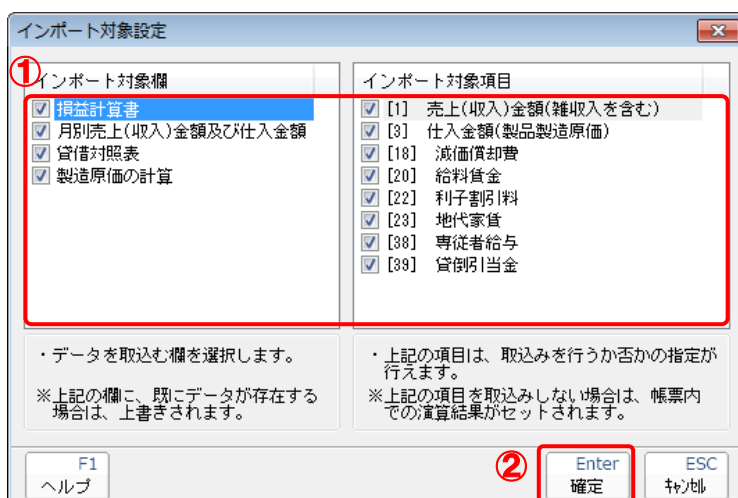 インポート対象設定
①
インポート対象欄
損益計算書
月別売上(収入)金額及び仕入金額
貸借対照表
製造原価の計算
インポート対象項目
[1] 売上(収入)金額(雑収入を含む)
[3] 仕入金額(製品製造原価)
[18] 減価償却費
[20] 給料賃金
[22] 利子割引料
[23] 地代家賃
[38] 専従者給与
[39] 貸倒引当金
・データを取込む欄を選択します。
※上記の欄に、既にデータが存在する
場合は、上書きされます。
・上記の項目は、取込みを行うか否かの指定が
行えます。
※上記の項目を取込みしない場合は、帳票内
での演算結果がセットされます。
F1
ヘルプ
②
Enter
確定
ESC
ｷｬﾝｾﾙ